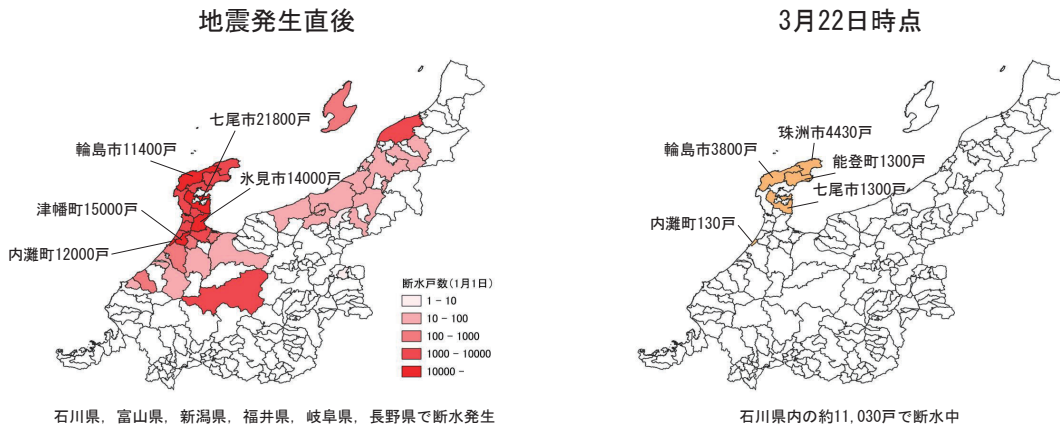 地震発生直後
七尾市21800戸
輪島市11400戸
氷見市14000戸
津幡町15000戸
内灘町12000戸
断水戸数(1月1日)
1 - 10
10 - 100
100 - 1000
1000 - 10000
10000 -
石川県, 富山県, 新潟県, 福井県, 岐阜県, 長野県で断水発生
3月22日時点
珠洲市4430戸
輪島市3800戸
能登町1300戸
七尾市1300戸
内灘町130戸
石川県内の約11,030戸で断水中